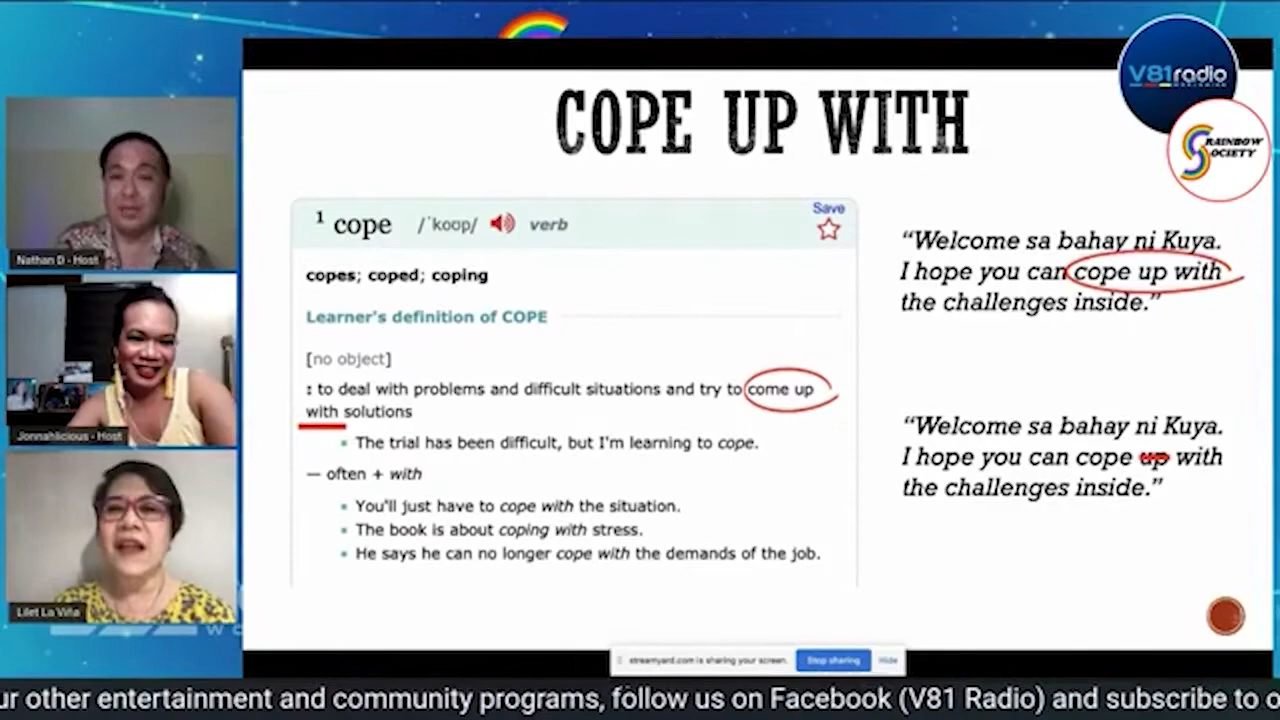 V81radio
WORLDWIDE
RAINBOW
SOCIETY
COPE UP WITH
Nathan D - Host
Jonnahlicious - Host
Lilet La Viña
1 cope /ˈkoʊp/ verb
Save
copes; coped; coping
Learner's definition of COPE
[no object]
: to deal with problems and difficult situations and try to come up
with solutions
The trial has been difficult, but I'm learning to cope.
— often + with
You'll just have to cope with the situation.
The book is about coping with stress.
He says he can no longer cope with the demands of the job.
“Welcome sa bahay ni Kuya.
I hope you can cope up with
the challenges inside.”
“Welcome sa bahay ni Kuya.
I hope you can cope up with
the challenges inside.”
streamyard.com is sharing your screen. Stop sharing Hide
ur other entertainment and community programs, follow us on Facebook (V81 Radio) and subscribe to o